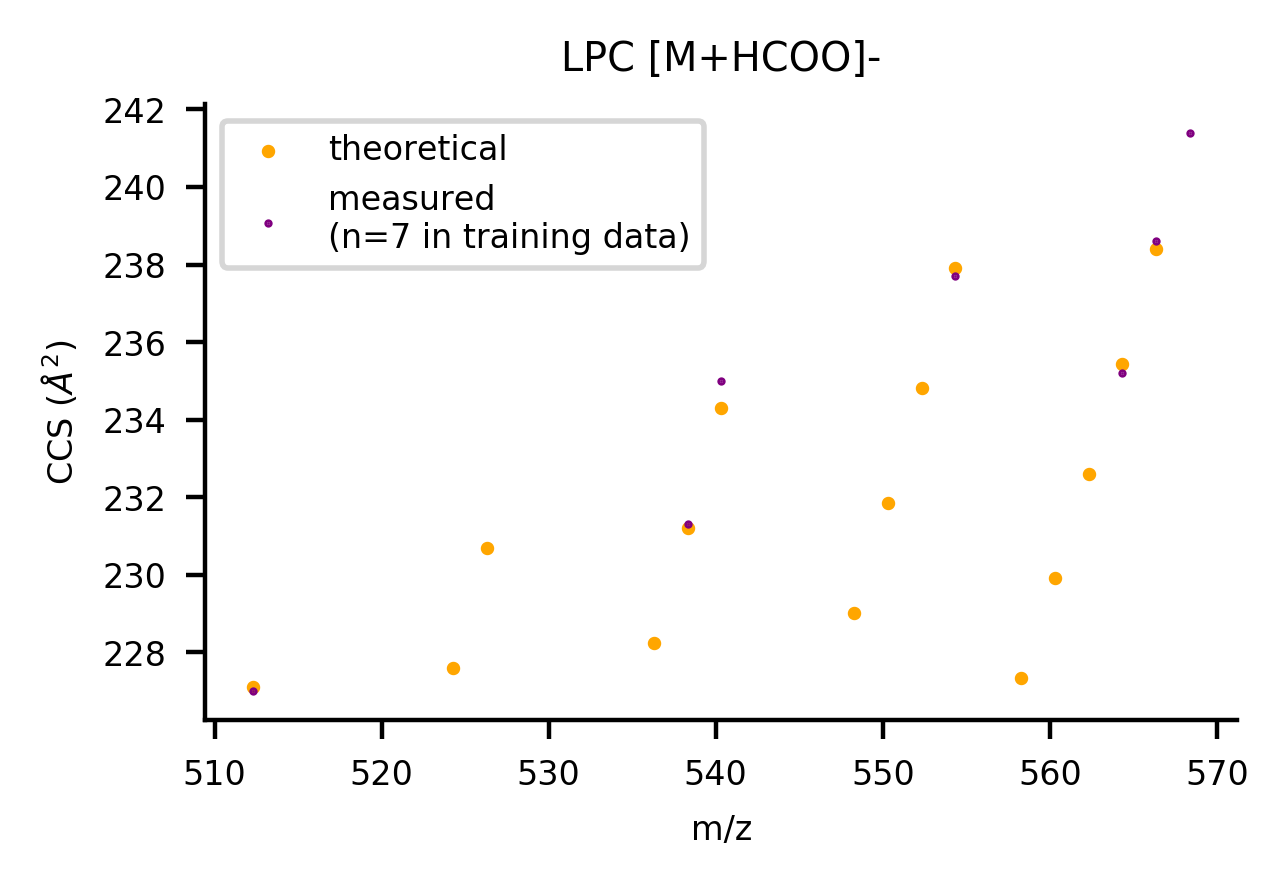 LPC [M+HCOO]-
242
240
238
236
234
232
230
228
theoretical
measured
(n=7 in training data)
CCS (Å²)
510 520 530 540 550 560 570
m/z